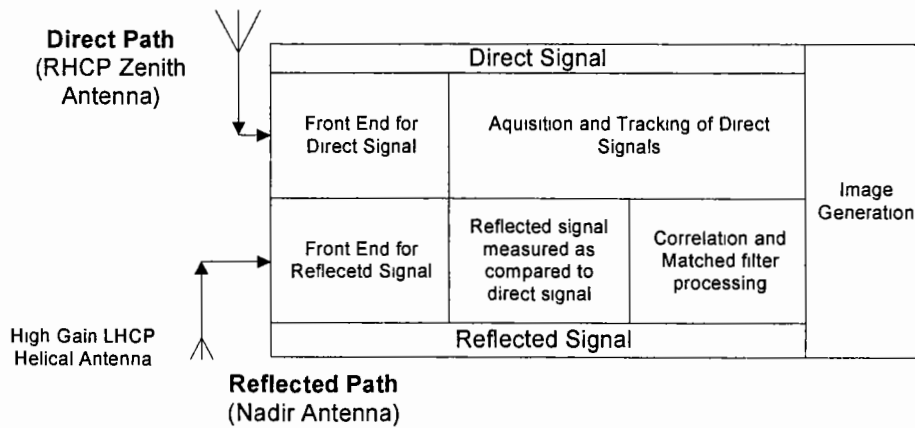 Direct Path
(RHCP Zenith
Antenna)
Direct Signal
Front End for
Direct Signal
Aquisition and Tracking of Direct
Signals
Image
Generation
Front End for
Reflecetd Signal
Reflected signal
measured as
compared to
direct signal
Correlation and
Matched filter
processing
High Gain LHCP
Helical Antenna
Reflected Signal
Reflected Path
(Nadir Antenna)